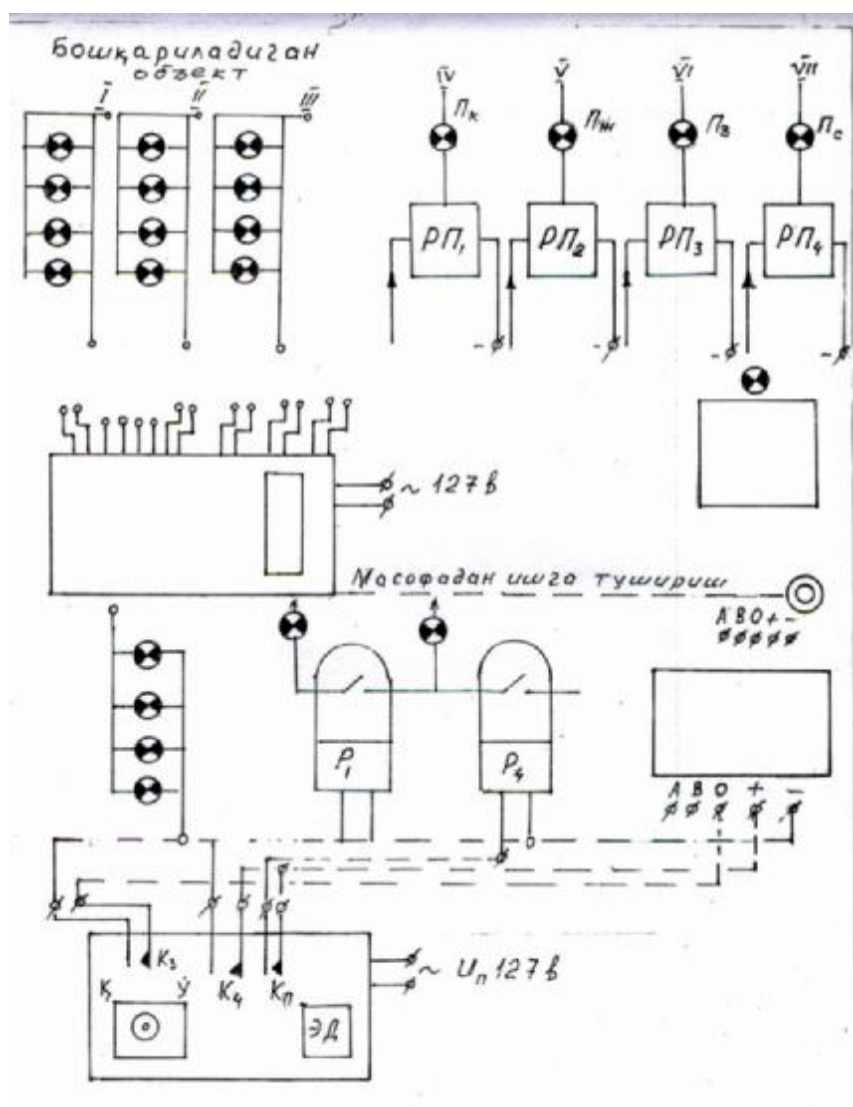 Бошқариладиган
объект
I II III
IV V VI VII
Пк Пж Пз Пс
РП1 РП2 РП3 РП4
- - - -
~ 127 в
Масофадан ишга тушириш
А В О + -
Р1 Р4
А В О + -
К3
Қ Ў К4 КП
~ Uп 127 в
ЭД